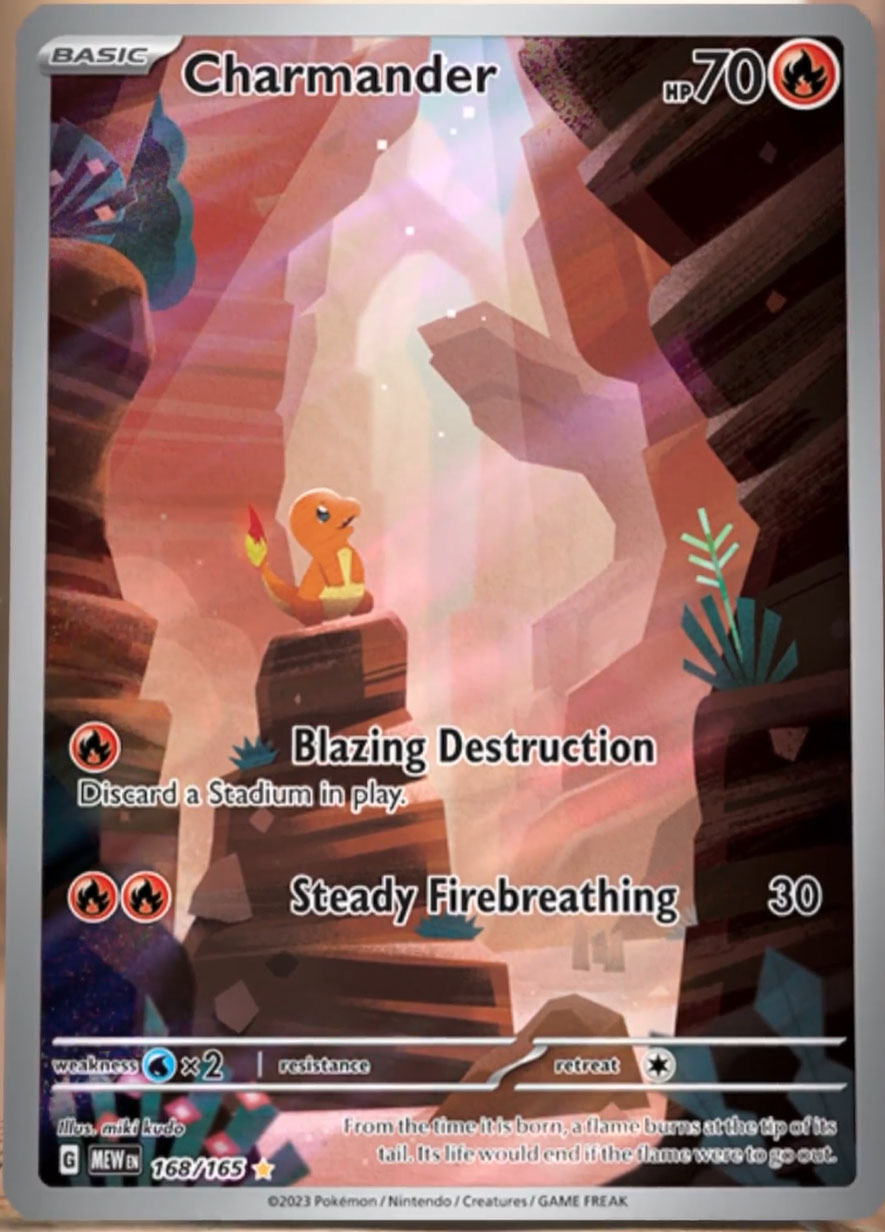 BASIC
Charmander
HP70
Blazing Destruction
Discard a Stadium in play.
Steady Firebreathing 30
weakness ×2 resistance retreat
Illus. miki kudo
From the time it is born, a flame burns at the tip of its
tail. Its life would end if the flame were to go out.
G MEW EN 168/165
©2023 Pokémon / Nintendo / Creatures / GAME FREAK